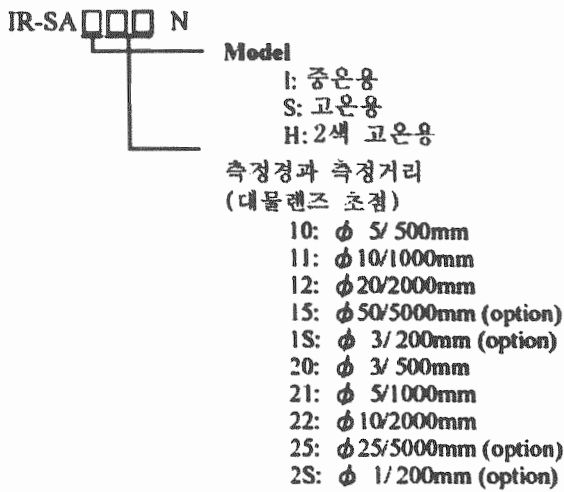 IR-SA□□□ N
Model
I: 중온용
S: 고온용
H: 2색 고온용
측정경과 측정거리
(대물랜즈 초점)
10: ϕ 5/ 500mm
11: ϕ 10/1000mm
12: ϕ 20/2000mm
15: ϕ 50/5000mm (option)
1S: ϕ 3/ 200mm (option)
20: ϕ 3/ 500mm
21: ϕ 5/1000mm
22: ϕ 10/2000mm
25: ϕ 25/5000mm (option)
2S: ϕ 1/ 200mm (option)